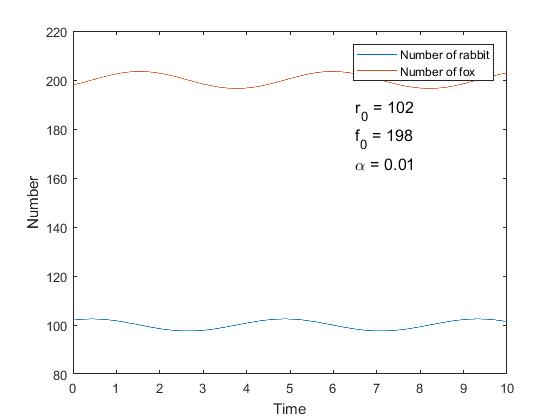 220
200
180
160
140
120
100
80
Number
Number of rabbit
Number of fox
r₀ = 102
f₀ = 198
α = 0.01
0 1 2 3 4 5 6 7 8 9 10
Time